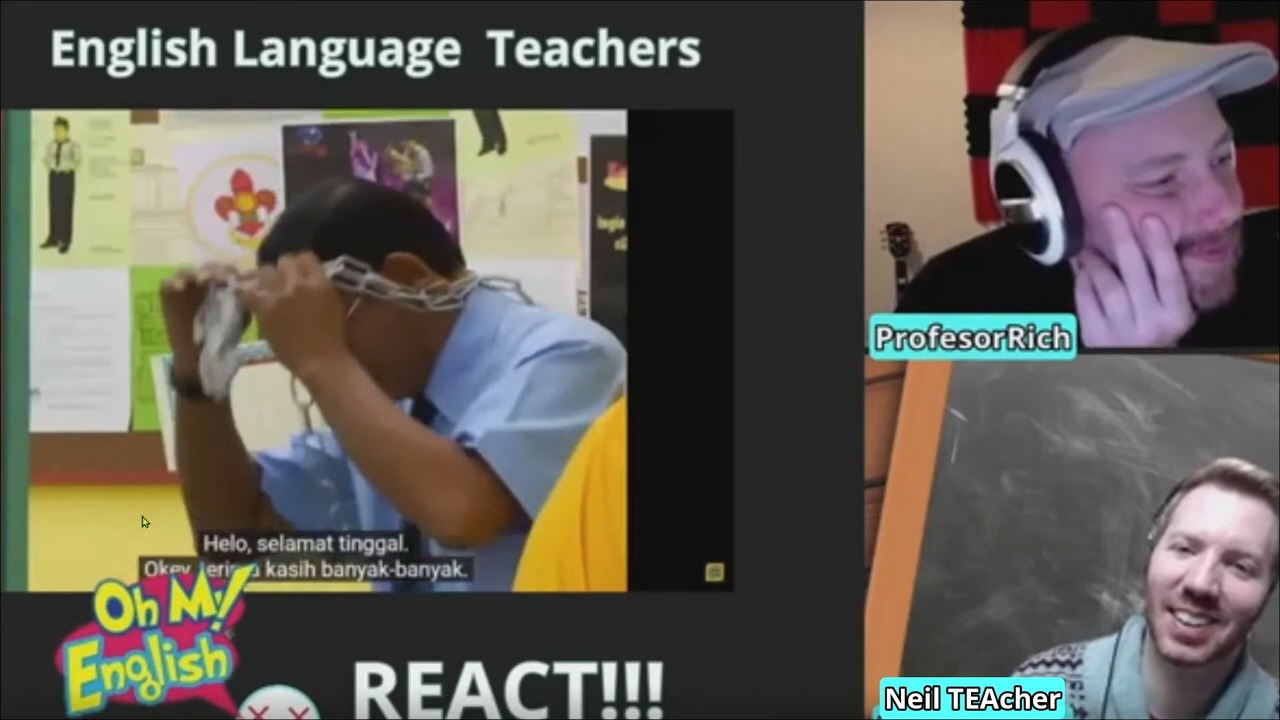 English Language Teachers
Helo, selamat tinggal.
Okey, kasih banyak-banyak.
Oh My!
English
REACT!!!
ProfesorRich
Neil TEAcher